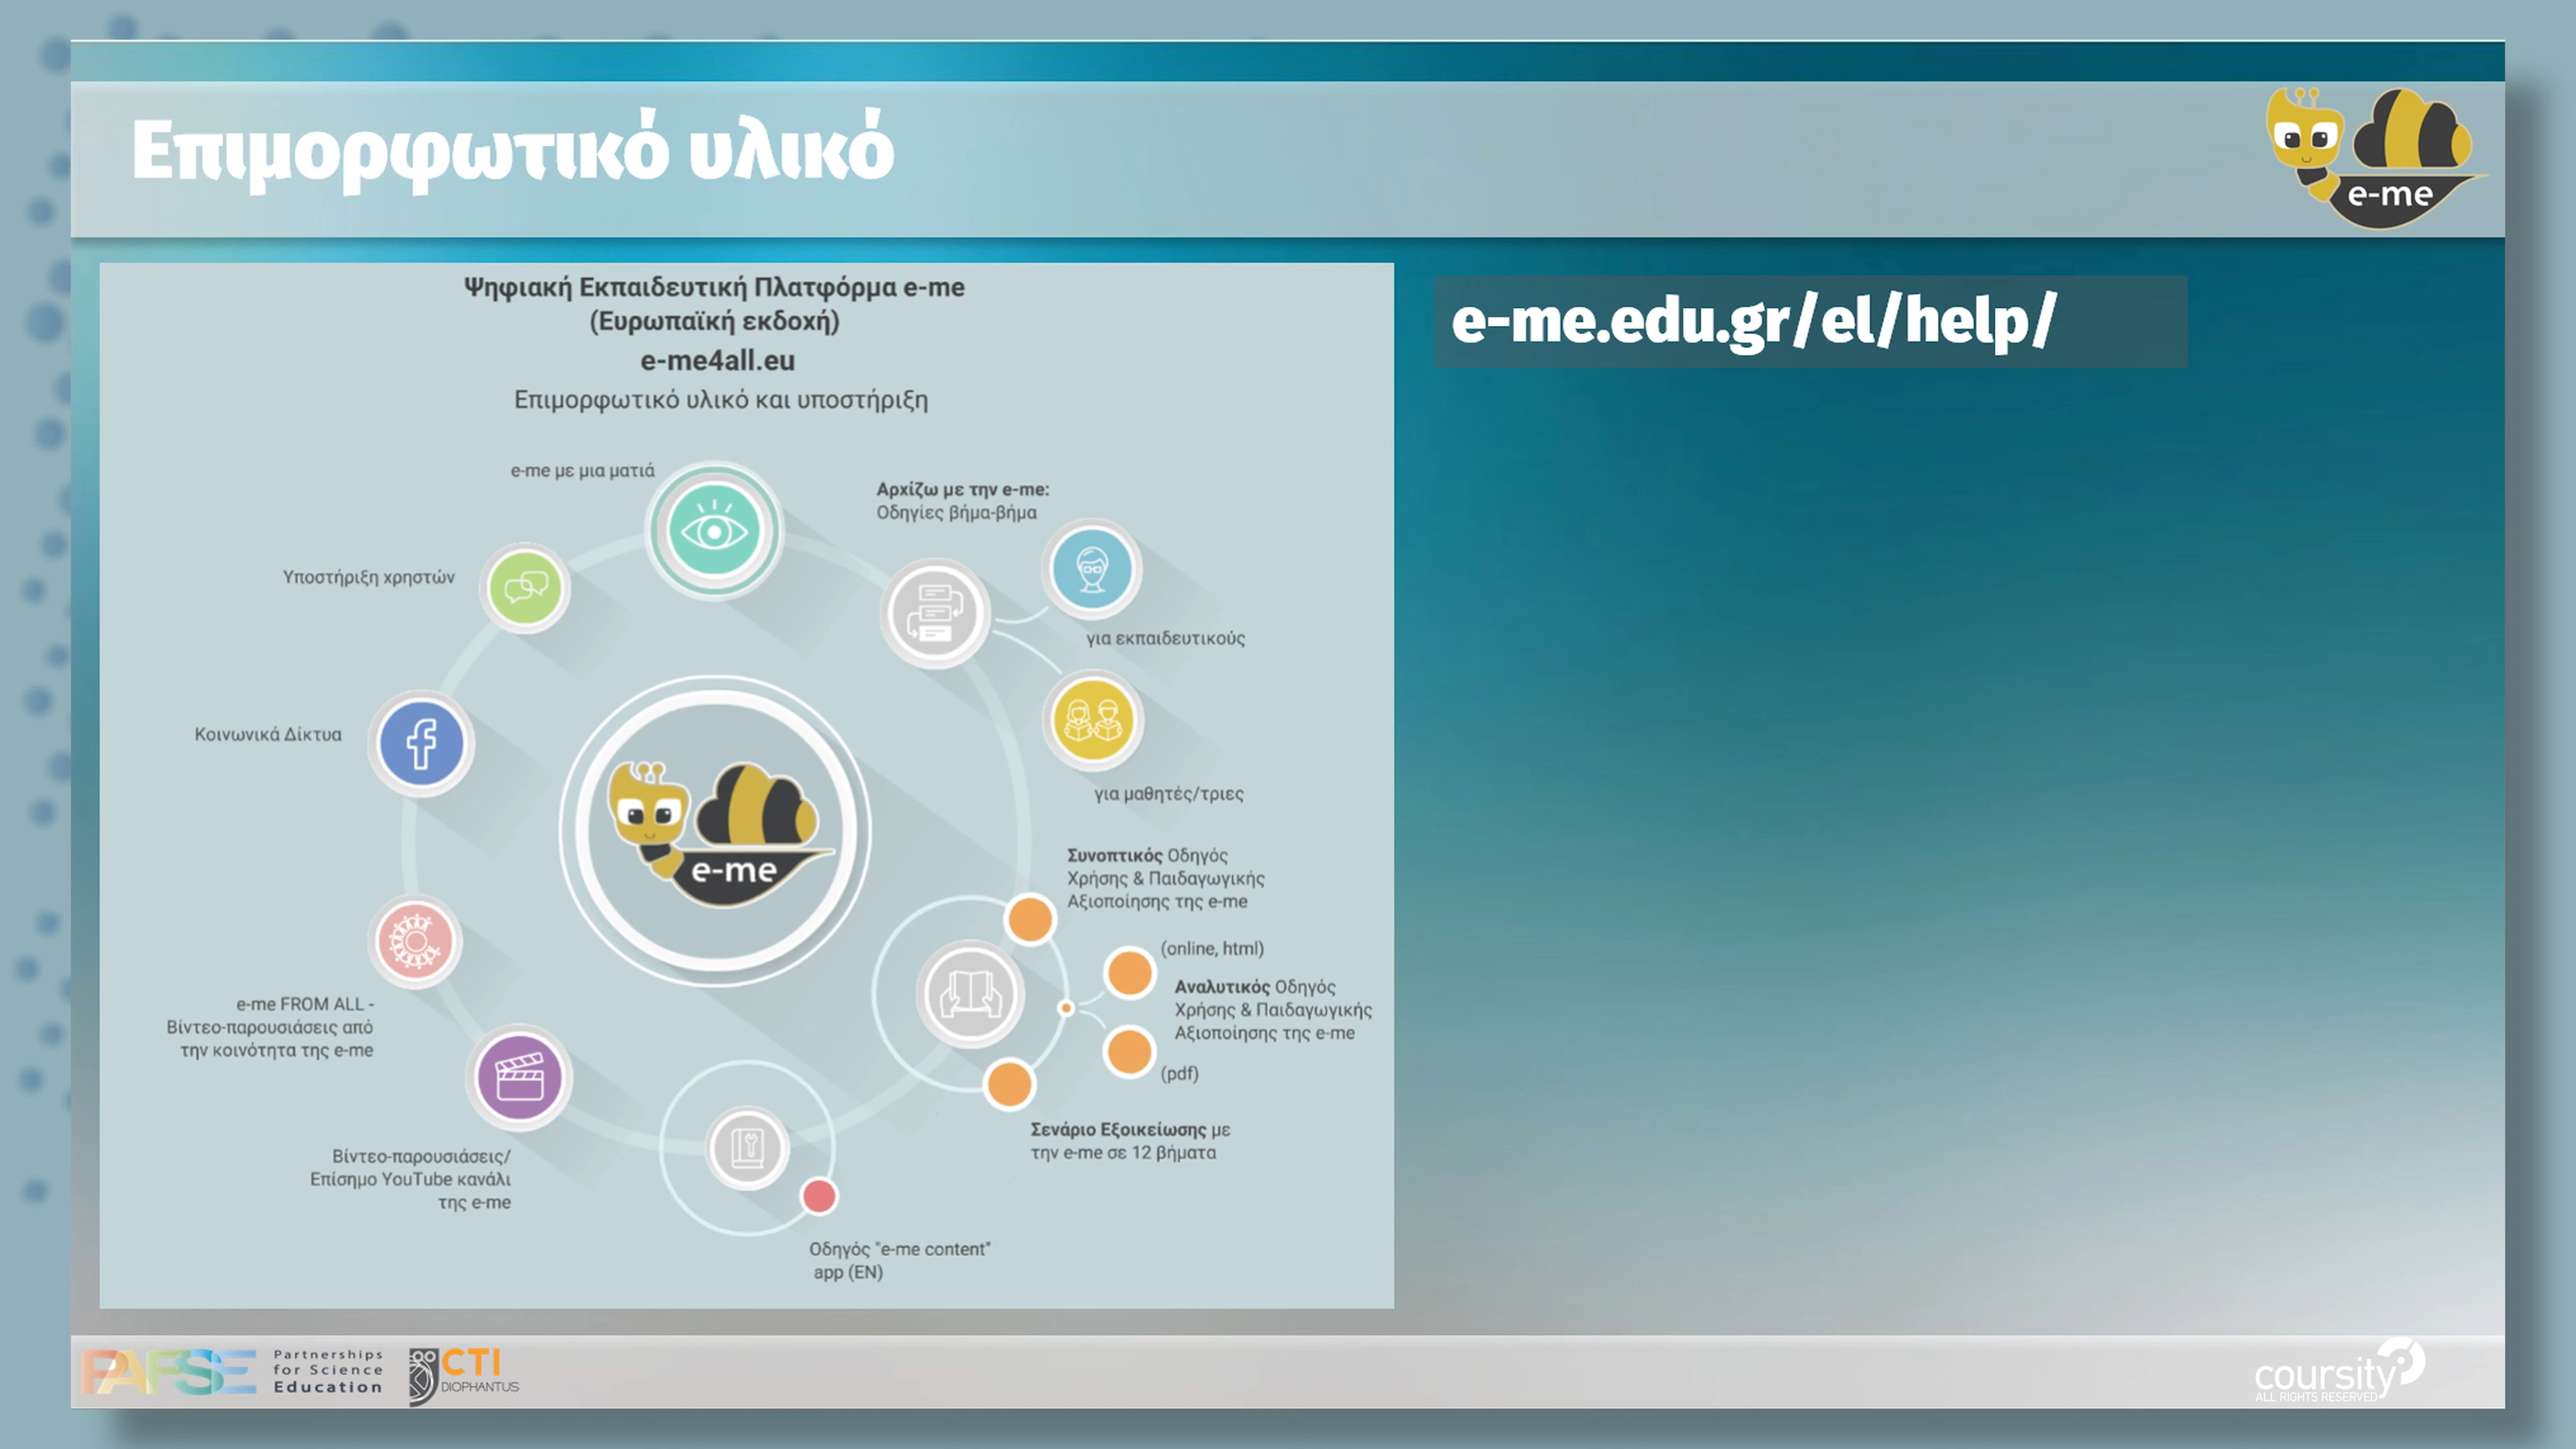 Επιμορφωτικό υλικό
e-me
Ψηφιακή Εκπαιδευτική Πλατφόρμα e-me
(Ευρωπαϊκή εκδοχή)
e-me4all.eu
Επιμορφωτικό υλικό και υποστήριξη
e-me.edu.gr/el/help/
e-me με μια ματιά
Αρχίζω με την e-me:
Οδηγίες βήμα-βήμα
για εκπαιδευτικούς
για μαθητές/τριες
Συνοπτικός Οδηγός
Χρήσης & Παιδαγωγικής
Αξιοποίησης της e-me
(online, html)
Αναλυτικός Οδηγός
Χρήσης & Παιδαγωγικής
Αξιοποίησης της e-me
(pdf)
Σενάριο Εξοικείωσης με
την e-me σε 12 βήματα
Οδηγός "e-me content"
app (EN)
Βίντεο-παρουσιάσεις/
Επίσημο YouTube κανάλι
της e-me
e-me FROM ALL -
Βίντεο-παρουσιάσεις από
την κοινότητα της e-me
Κοινωνικά Δίκτυα
Υποστήριξη χρηστών
e-me
PAFSE
Partnerships
for Science
Education
CTI
DIOPHANTUS
coursity
ALL RIGHTS RESERVED